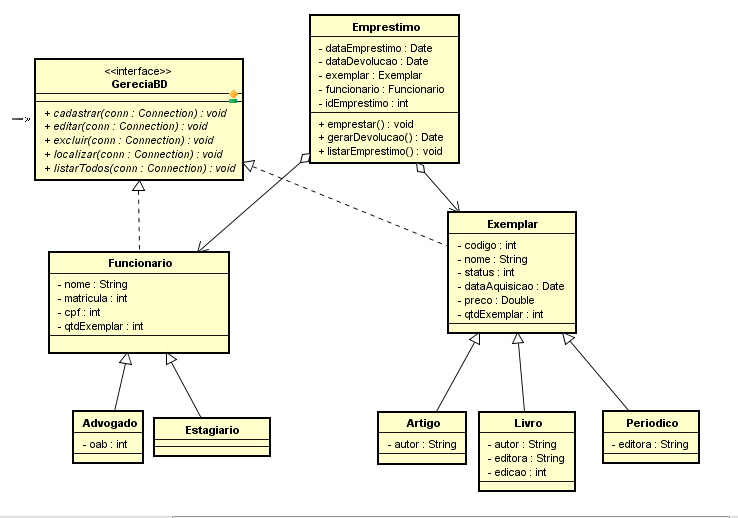 Emprestimo
- dataEmprestimo : Date
- dataDevolucao : Date
- exemplar : Exemplar
- funcionario : Funcionario
- idEmprestimo : int
+ emprestar() : void
+ gerarDevolucao() : Date
+ listarEmprestimo() : void
<<interface>>
GereciaBD
+ cadastrar(conn : Connection) : void
+ editar(conn : Connection) : void
+ excluir(conn : Connection) : void
+ localizar(conn : Connection) : void
+ listarTodos(conn : Connection) : void
Funcionario
- nome : String
- matricula : int
- cpf : int
- qtdExemplar : int
Exemplar
- codigo : int
- nome : String
- status : int
- dataAquisicao : Date
- preco : Double
- qtdExemplar : int
Advogado
- oab : int
Estagiario
Artigo
- autor : String
Livro
- autor : String
- editora : String
- edicao : int
Periodico
- editora : String